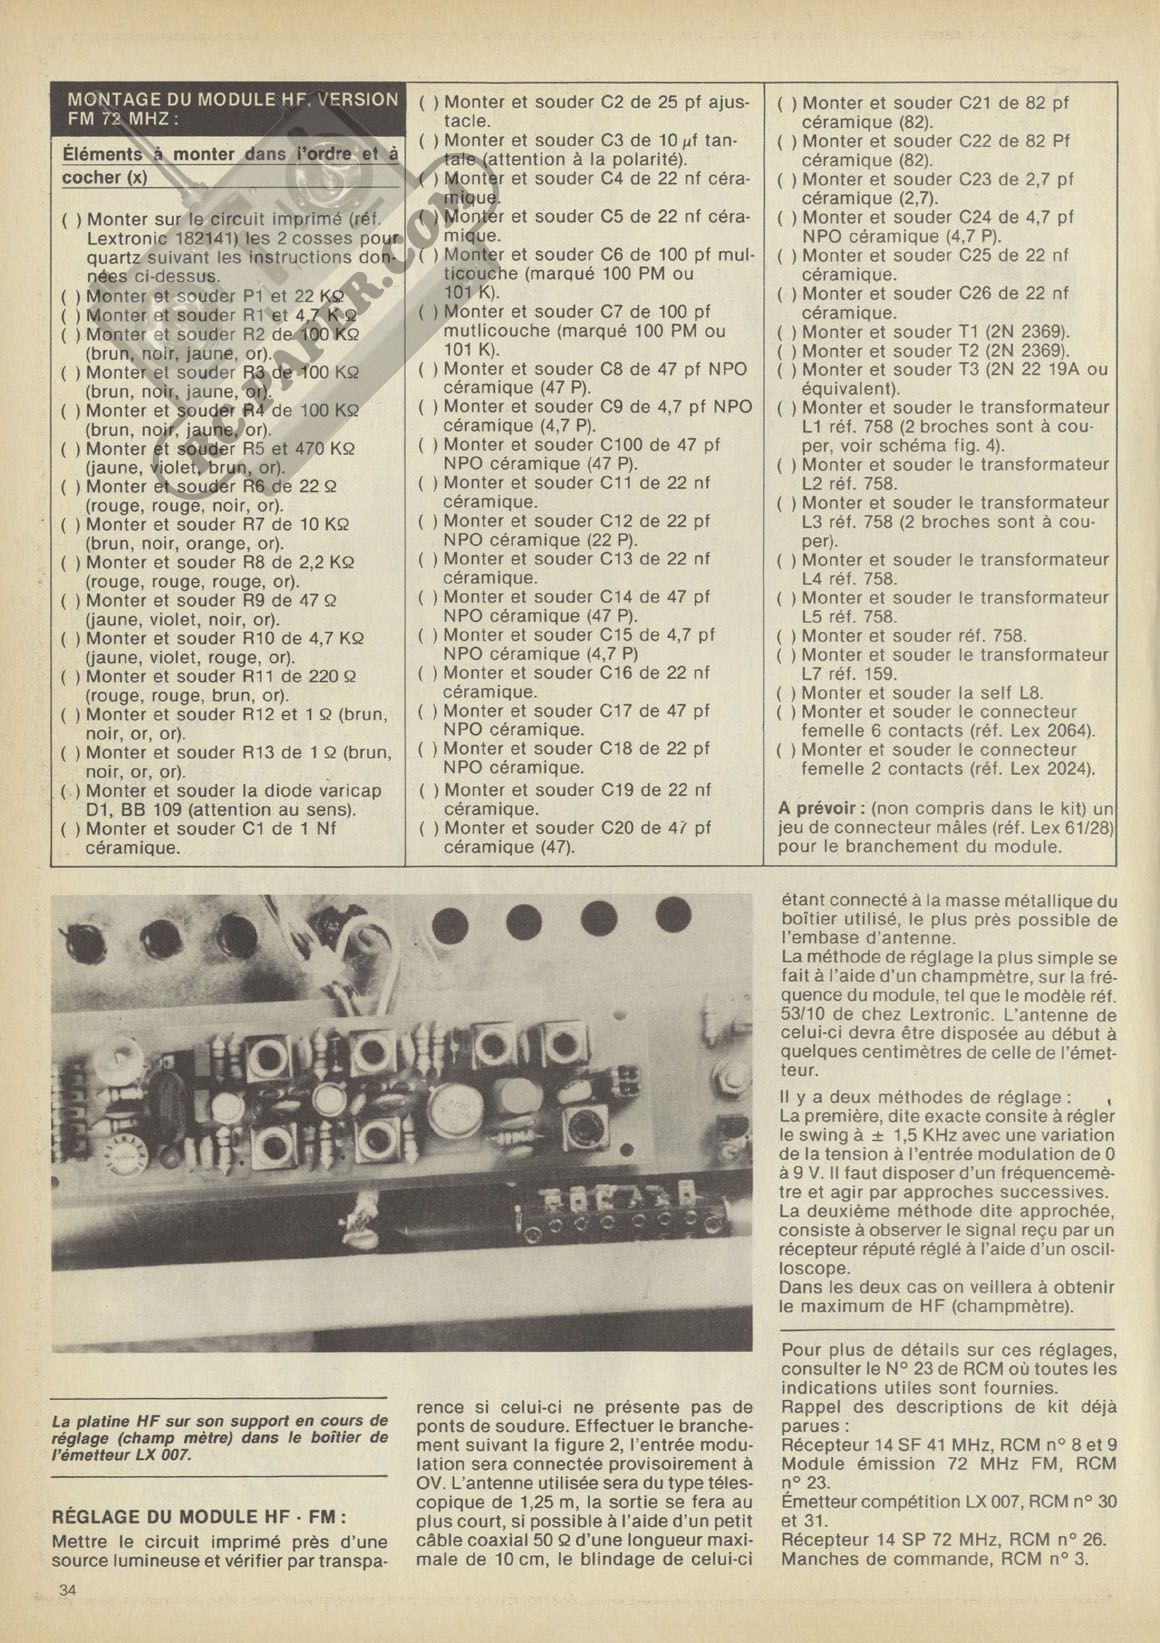 MONTAGE DU MODULE HF, VERSION
FM 72 MHZ :
Éléments à monter dans l'ordre et à
cocher (x)
( ) Monter sur le circuit imprimé (réf.
Lextronic 182141) les 2 cosses pour
quartz suivant les instructions don-
nées ci-dessus.
( ) Monter et souder P1 et 22 KΩ
( ) Monter et souder R1 et 4,7 KΩ
( ) Monter et souder R2 de 100 KΩ
(brun, noir, jaune, or).
( ) Monter et souder R3 de 100 KΩ
(brun, noir, jaune, or).
( ) Monter et souder R4 de 100 KΩ
(brun, noir, jaune, or).
( ) Monter et souder R5 et 470 KΩ
(jaune, violet, brun, or).
( ) Monter et souder R6 de 22 Ω
(rouge, rouge, noir, or).
( ) Monter et souder R7 de 10 KΩ
(brun, noir, orange, or).
( ) Monter et souder R8 de 2,2 KΩ
(rouge, rouge, rouge, or).
( ) Monter et souder R9 de 47 Ω
(jaune, violet, noir, or).
( ) Monter et souder R10 de 4,7 KΩ
(jaune, violet, rouge, or).
( ) Monter et souder R11 de 220 Ω
(rouge, rouge, brun, or).
( ) Monter et souder R12 et 1 Ω (brun,
noir, or, or).
( ) Monter et souder R13 de 1 Ω (brun,
noir, or, or).
( ) Monter et souder la diode varicap
D1, BB 109 (attention au sens).
( ) Monter et souder C1 de 1 Nf
céramique.
( ) Monter et souder C2 de 25 pf ajus-
tacle.
( ) Monter et souder C3 de 10 µf tan-
tale (attention à la polarité).
( ) Monter et souder C4 de 22 nf céra-
mique.
( ) Monter et souder C5 de 22 nf céra-
mique.
( ) Monter et souder C6 de 100 pf mul-
ticouche (marqué 100 PM ou
101 K).
( ) Monter et souder C7 de 100 pf
mutlicouche (marqué 100 PM ou
101 K).
( ) Monter et souder C8 de 47 pf NPO
céramique (47 P).
( ) Monter et souder C9 de 4,7 pf NPO
céramique (4,7 P).
( ) Monter et souder C100 de 47 pf
NPO céramique (47 P).
( ) Monter et souder C11 de 22 nf
céramique.
( ) Monter et souder C12 de 22 pf
NPO céramique (22 P).
( ) Monter et souder C13 de 22 nf
céramique.
( ) Monter et souder C14 de 47 pf
NPO céramique (47 P).
( ) Monter et souder C15 de 4,7 pf
NPO céramique (4,7 P)
( ) Monter et souder C16 de 22 nf
céramique.
( ) Monter et souder C17 de 47 pf
NPO céramique.
( ) Monter et souder C18 de 22 pf
NPO céramique.
( ) Monter et souder C19 de 22 nf
céramique.
( ) Monter et souder C20 de 47 pf
céramique (47).
( ) Monter et souder C21 de 82 pf
céramique (82).
( ) Monter et souder C22 de 82 Pf
céramique (82).
( ) Monter et souder C23 de 2,7 pf
céramique (2,7).
( ) Monter et souder C24 de 4,7 pf
NPO céramique (4,7 P).
( ) Monter et souder C25 de 22 nf
céramique.
( ) Monter et souder C26 de 22 nf
céramique.
( ) Monter et souder T1 (2N 2369).
( ) Monter et souder T2 (2N 2369).
( ) Monter et souder T3 (2N 22 19A ou
équivalent).
( ) Monter et souder le transformateur
L1 réf. 758 (2 broches sont à cou-
per, voir schéma fig. 4).
( ) Monter et souder le transformateur
L2 réf. 758.
( ) Monter et souder le transformateur
L3 réf. 758 (2 broches sont à cou-
per).
( ) Monter et souder le transformateur
L4 réf. 758.
( ) Monter et souder le transformateur
L5 réf. 758.
( ) Monter et souder réf. 758.
( ) Monter et souder le transformateur
L7 réf. 159.
( ) Monter et souder la self L8.
( ) Monter et souder le connecteur
femelle 6 contacts (réf. Lex 2064).
( ) Monter et souder le connecteur
femelle 2 contacts (réf. Lex 2024).
A prévoir : (non compris dans le kit) un
jeu de connecteur mâles (réf. Lex 61/28)
pour le branchement du module.
RC-PAPER.COM
La platine HF sur son support en cours de
réglage (champ mètre) dans le boîtier de
l'émetteur LX 007.
RÉGLAGE DU MODULE HF - FM :
Mettre le circuit imprimé près d'une
source lumineuse et vérifier par transpa-
rence si celui-ci ne présente pas de
ponts de soudure. Effectuer le branche-
ment suivant la figure 2, l'entrée modu-
lation sera connectée provisoirement à
OV. L'antenne utilisée sera du type téles-
copique de 1,25 m, la sortie se fera au
plus court, si possible à l'aide d'un petit
câble coaxial 50 Ω d'une longueur maxi-
male de 10 cm, le blindage de celui-ci
étant connecté à la masse métallique du
boîtier utilisé, le plus près possible de
l'embase d'antenne.
La méthode de réglage la plus simple se
fait à l'aide d'un champmètre, sur la fré-
quence du module, tel que le modèle réf.
53/10 de chez Lextronic. L'antenne de
celui-ci devra être disposée au début à
quelques centimètres de celle de l'émet-
teur.
Il y a deux méthodes de réglage :
La première, dite exacte consite à régler
le swing à ± 1,5 KHz avec une variation
de la tension à l'entrée modulation de 0
à 9 V. Il faut disposer d'un fréquencemè-
tre et agir par approches successives.
La deuxième méthode dite approchée,
consiste à observer le signal reçu par un
récepteur réputé réglé à l'aide d'un oscil-
loscope.
Dans les deux cas on veillera à obtenir
le maximum de HF (champmètre).
Pour plus de détails sur ces réglages,
consulter le N° 23 de RCM où toutes les
indications utiles sont fournies.
Rappel des descriptions de kit déjà
parues :
Récepteur 14 SF 41 MHz, RCM n° 8 et 9
Module émission 72 MHz FM, RCM
n° 23.
Émetteur compétition LX 007, RCM n° 30
et 31.
Récepteur 14 SP 72 MHz, RCM n° 26.
Manches de commande, RCM n° 3.
34